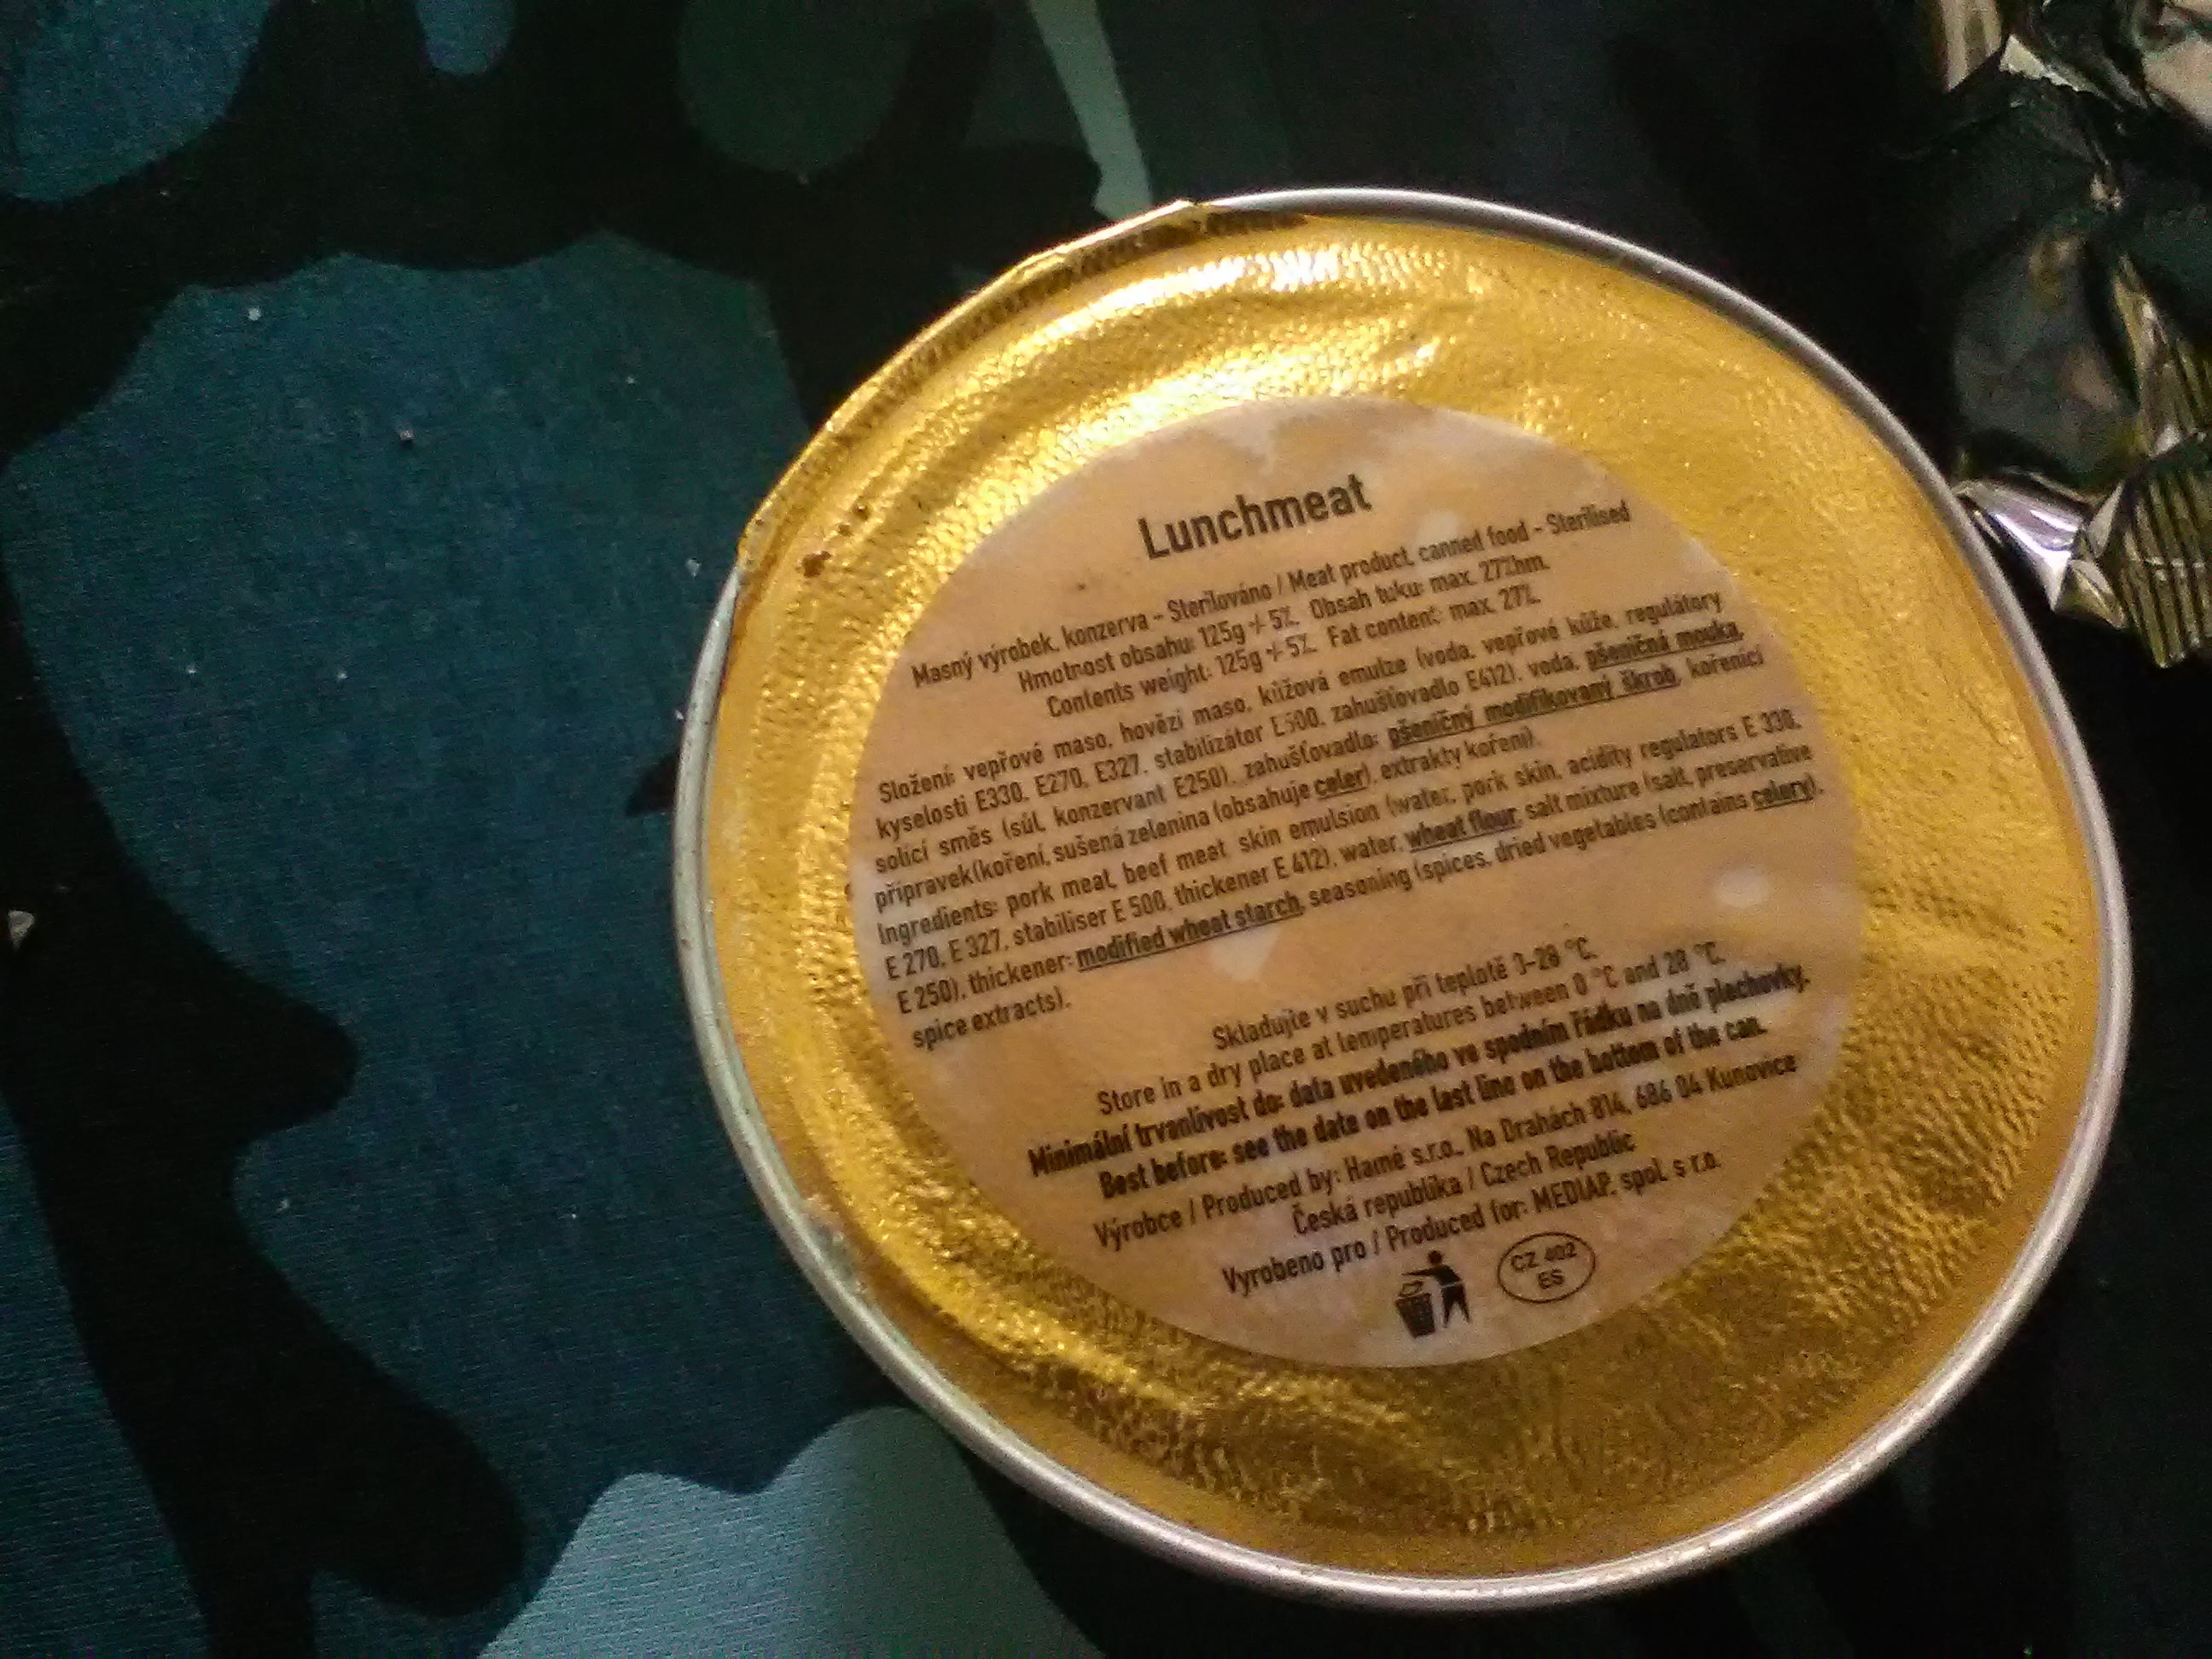 Lunchmeat
Masný výrobek, konzerva - Sterilováno / Meat product, canned food - Sterilised
Hmotnost obsahu: 125g +/- 5%. Obsah tuku: max. 27%hm.
Contents weight: 125g +/- 5%. Fat content: max. 27%.
Složení: vepřové maso, hovězí maso, kůžová emulze (voda, vepřové kůže, regulátory
kyselosti E330, E270, E327, stabilizátor E500, zahušťovadlo E412), voda, pšeničná mouka,
solící směs (sůl, konzervant E250), zahušťovadlo: pšeničný modifikovaný škrob, kořenící
přípravek(koření, sušená zelenina (obsahuje celer), extrakty koření).
Ingredients: pork meat, beef meat skin emulsion (water, pork skin, acidity regulators E 330,
E 270, E 327, stabiliser E 500, thickener E 412), water, wheat flour, salt mixture (salt, preservative
E 250), thickener: modified wheat starch, seasoning (spices, dried vegetables (contains celery),
spice extracts).
Skladujte v suchu při teplotě
Store in a dry place at temperatures between 0 °C and 28 °C.
Minimální trvanlivost do: data uvedeného ve spodním řádku na dně plechovky.
Best before: see the date on the last line on the bottom of the can.
Výrobce / Produced by: Hamé s.r.o., Na Drahách 814, 686 04 Kunovice
Česká republika / Czech Republic
Vyrobeno pro / Produced for: MEDIAP, spol. s r.o.
CZ 402
ES